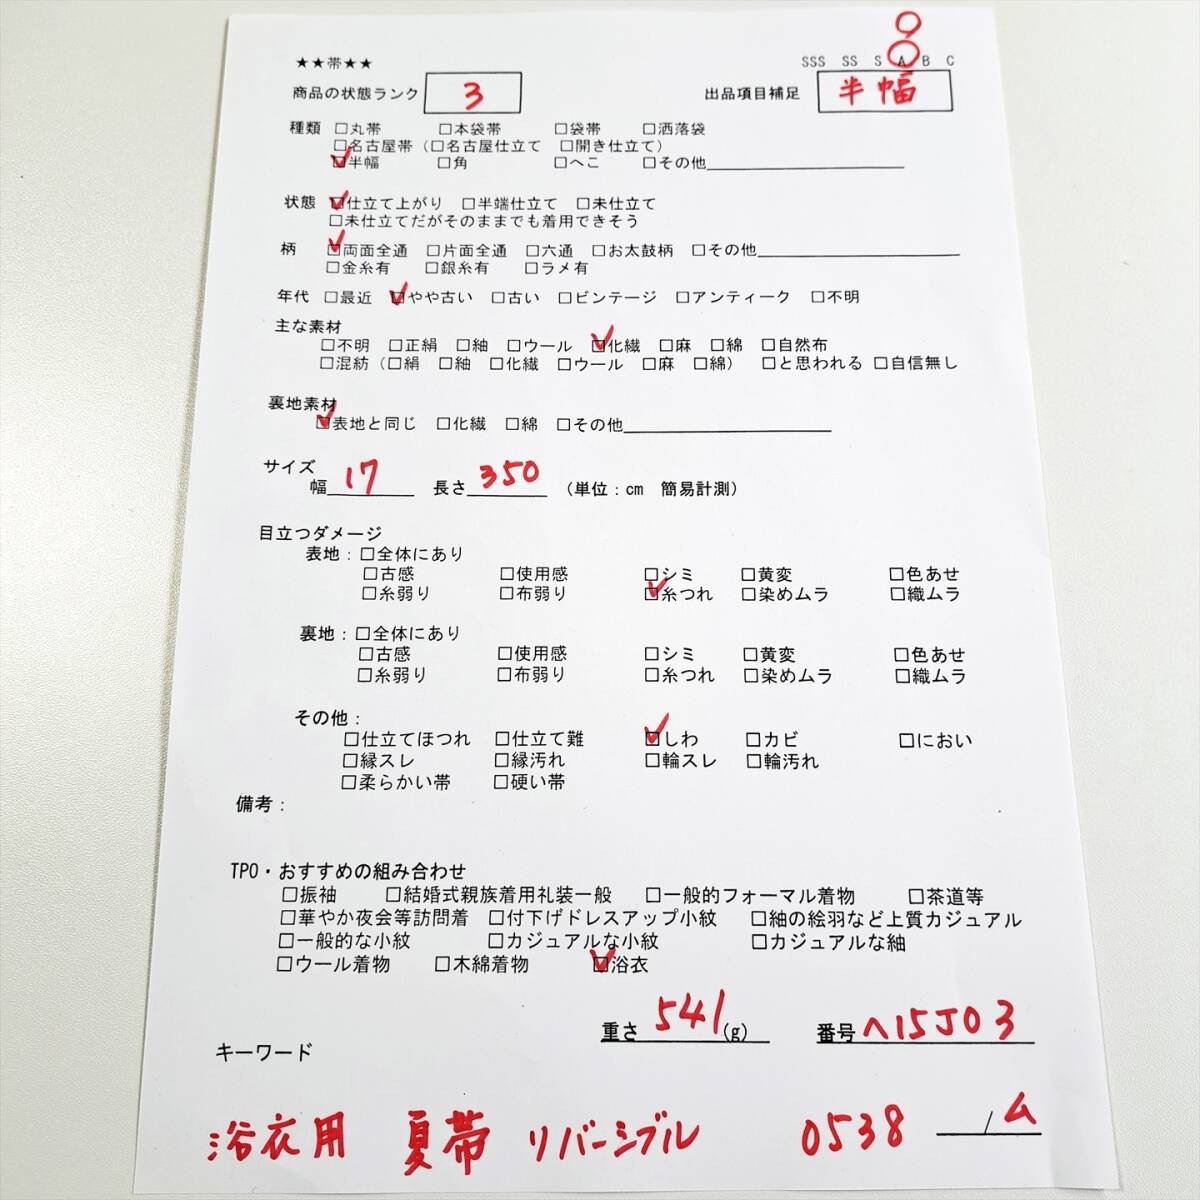 ★★帯★★
SSS SS S A B C
商品の状態ランク 3 出品項目補足 半幅
種類 □丸帯 □本袋帯 □袋帯 □洒落袋
□名古屋帯（□名古屋仕立て □開き仕立て）
☑半幅 □角 □へこ □その他
状態 ☑仕立て上がり □半端仕立て □未仕立て
□未仕立てだがそのままでも着用できそう
柄 ☑両面全通 □片面全通 □六通 □お太鼓柄 □その他
□金糸有 □銀糸有 □ラメ有
年代 □最近 ☑やや古い □古い □ビンテージ □アンティーク □不明
主な素材
□不明 □正絹 □紬 □ウール ☑化繊 □麻 □綿 □自然布
□混紡（□絹 □紬 □化繊 □ウール □麻 □綿） □と思われる □自信無し
裏地素材
☑表地と同じ □化繊 □綿 □その他
サイズ
幅 17 長さ 350 （単位：cm 簡易計測）
目立つダメージ
表地：□全体にあり
□古感 □使用感 □シミ □黄変 □色あせ
□糸弱り □布弱り ☑糸つれ □染めムラ □織ムラ
裏地：□全体にあり
□古感 □使用感 □シミ □黄変 □色あせ
□糸弱り □布弱り □糸つれ □染めムラ □織ムラ
その他：
□仕立てほつれ □仕立て難 ☑しわ □カビ □におい
□縁スレ □縁汚れ □輪スレ □輪汚れ
□柔らかい帯 □硬い帯
備考：
TPO・おすすめの組み合わせ
□振袖 □結婚式親族着用礼装一般 □一般的フォーマル着物 □茶道等
□華やか夜会等訪問着 □付下げドレスアップ小紋 □紬の絵羽など上質カジュアル
□一般的な小紋 □カジュアルな小紋 □カジュアルな紬
□ウール着物 □木綿着物 ☑浴衣
重さ 541 (g) 番号 へ15J03
キーワード
浴衣用 夏帯 リバーシブル 0538 /ム